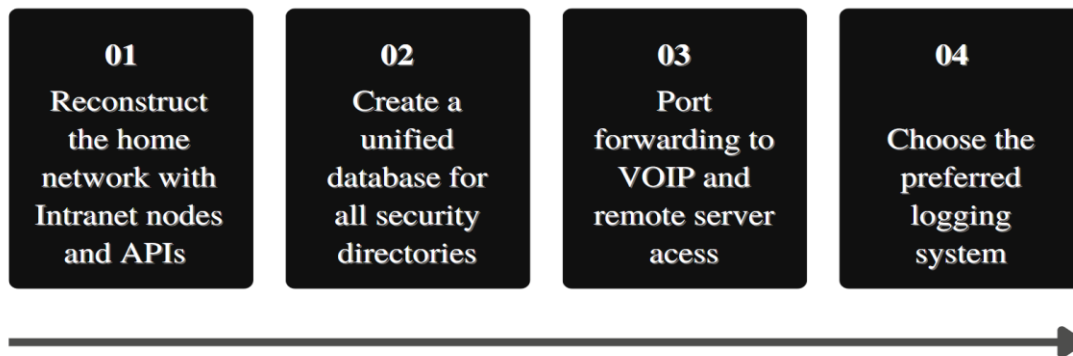 01
Reconstruct
the home
network with
Intranet nodes
and APIs
02
Create a
unified
database for
all security
directories
03
Port
forwarding to
VOIP and
remote server
acess
04
Choose the
preferred
logging
system